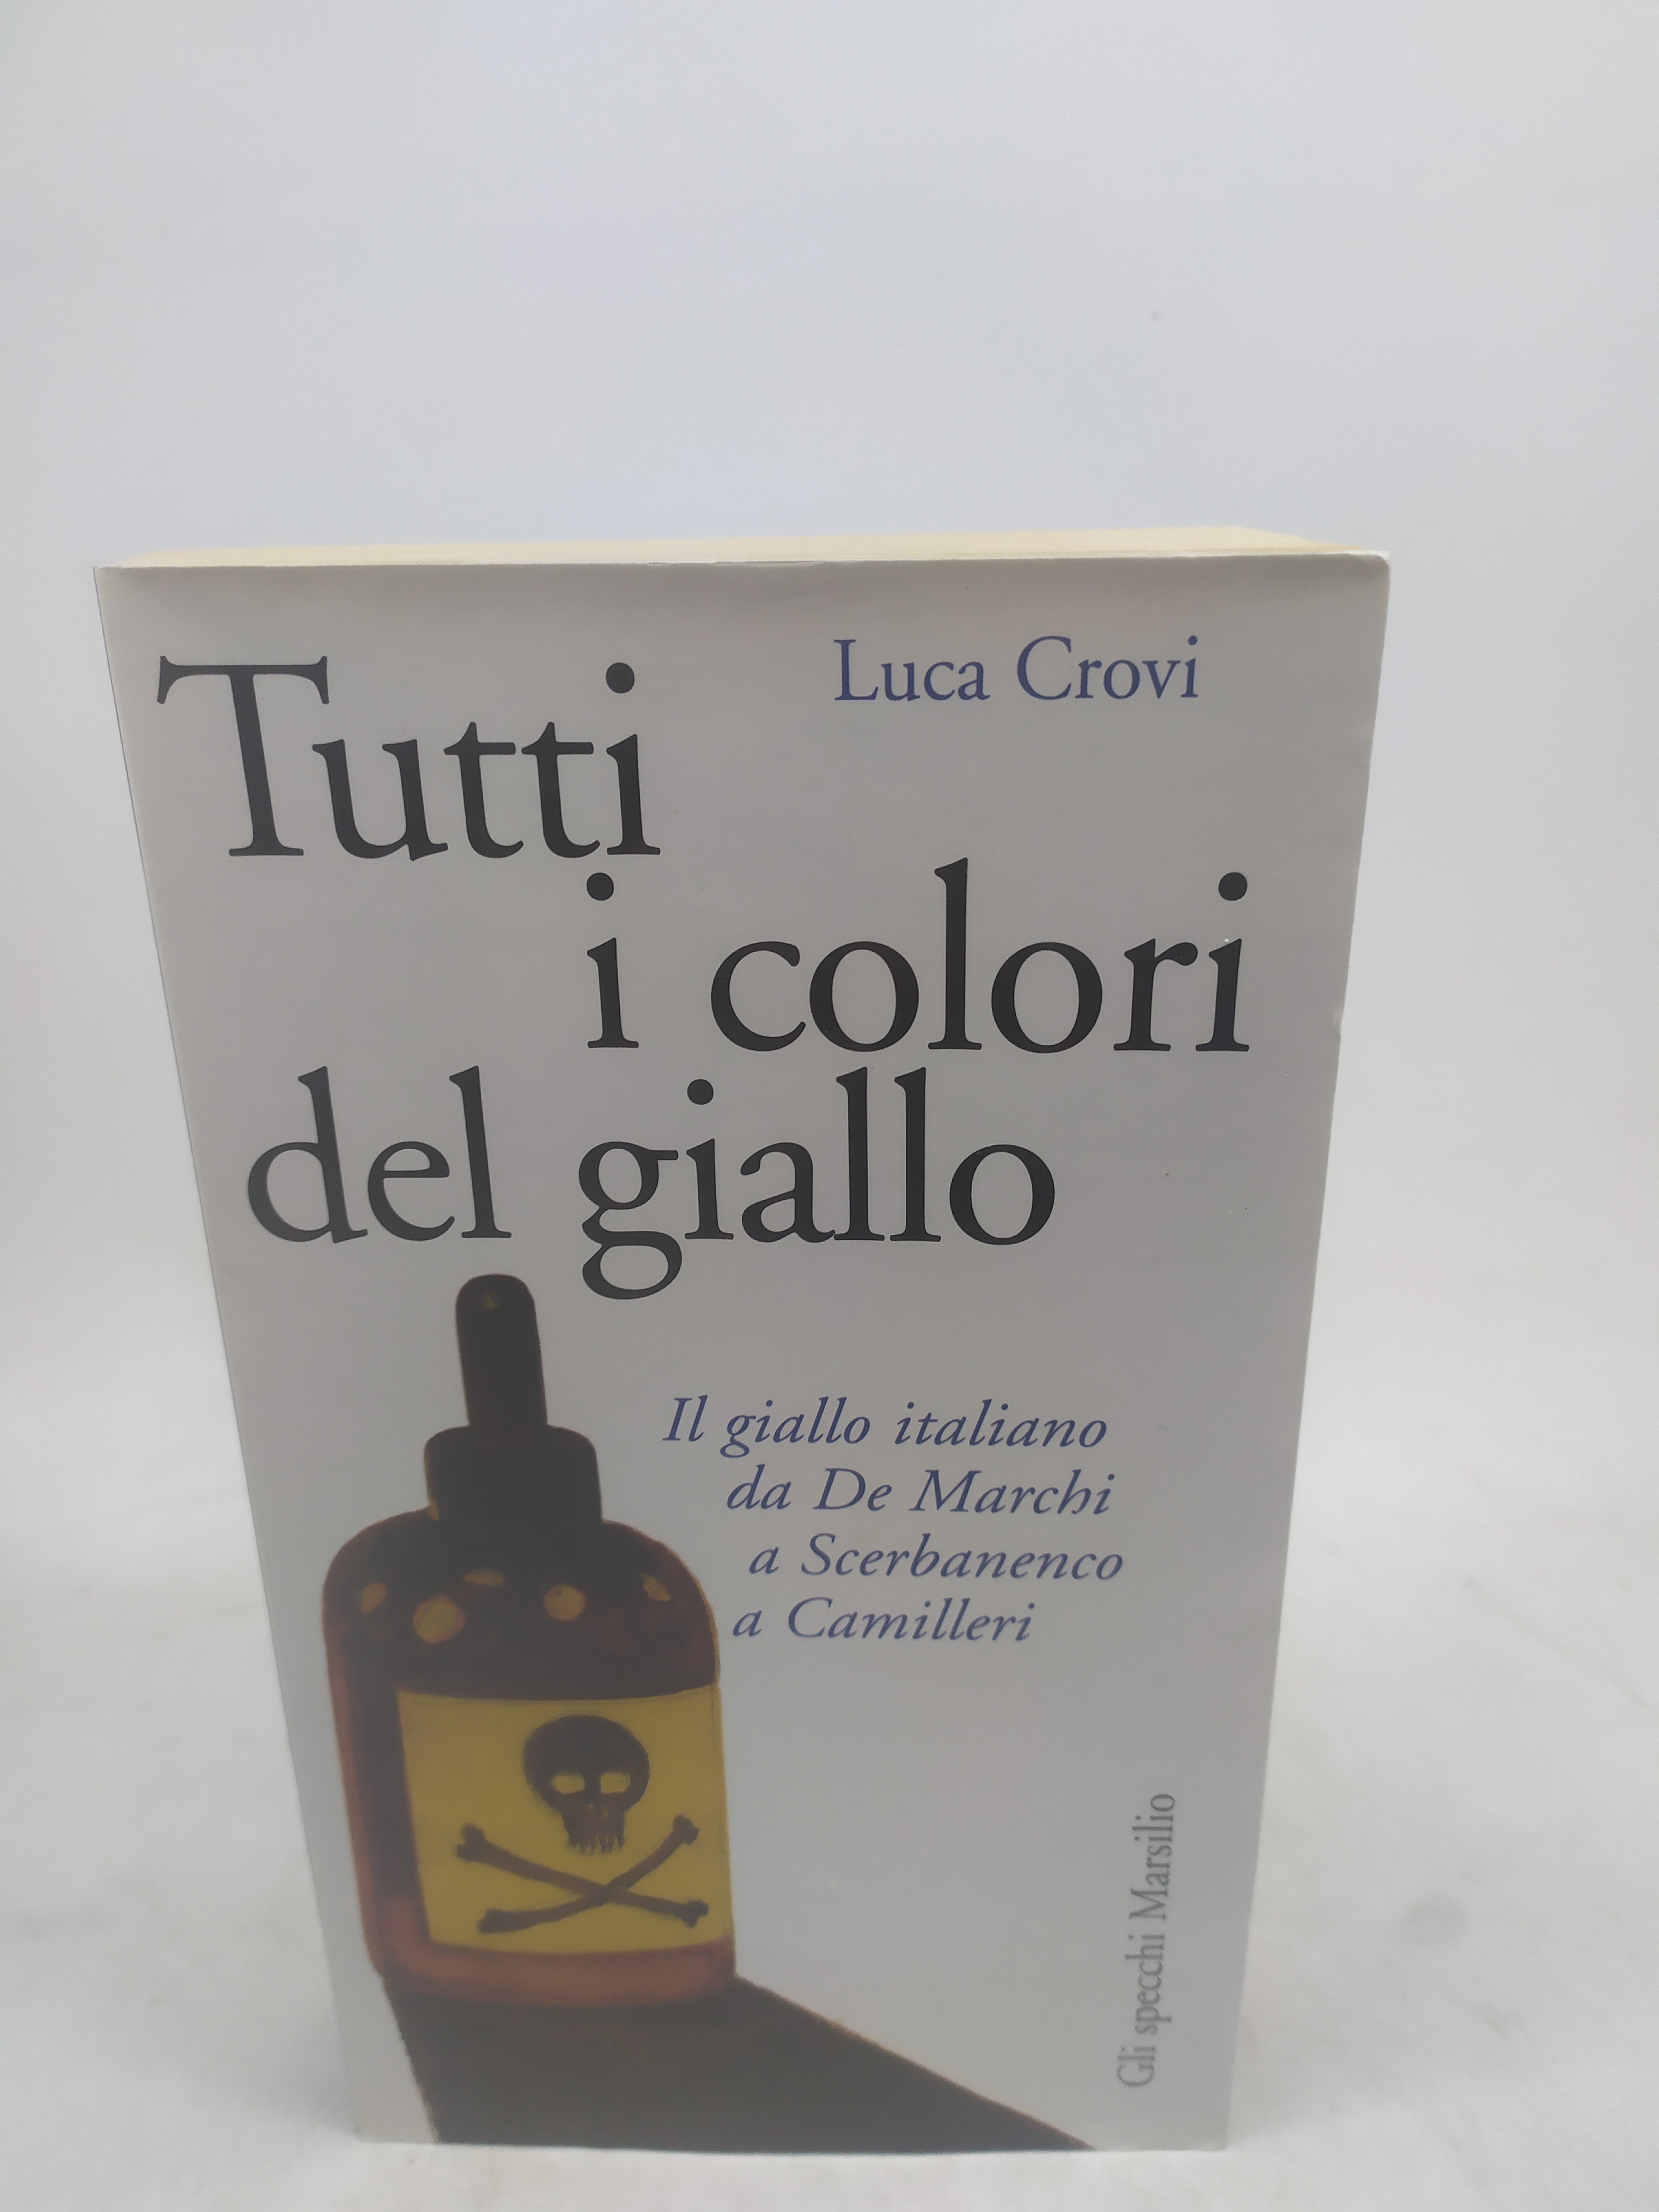 Luca Crovi
Tutti
i colori
del giallo
Il giallo italiano
da De Marchi
a Scerbanenco
a Camilleri
Gli specchi Marsilio